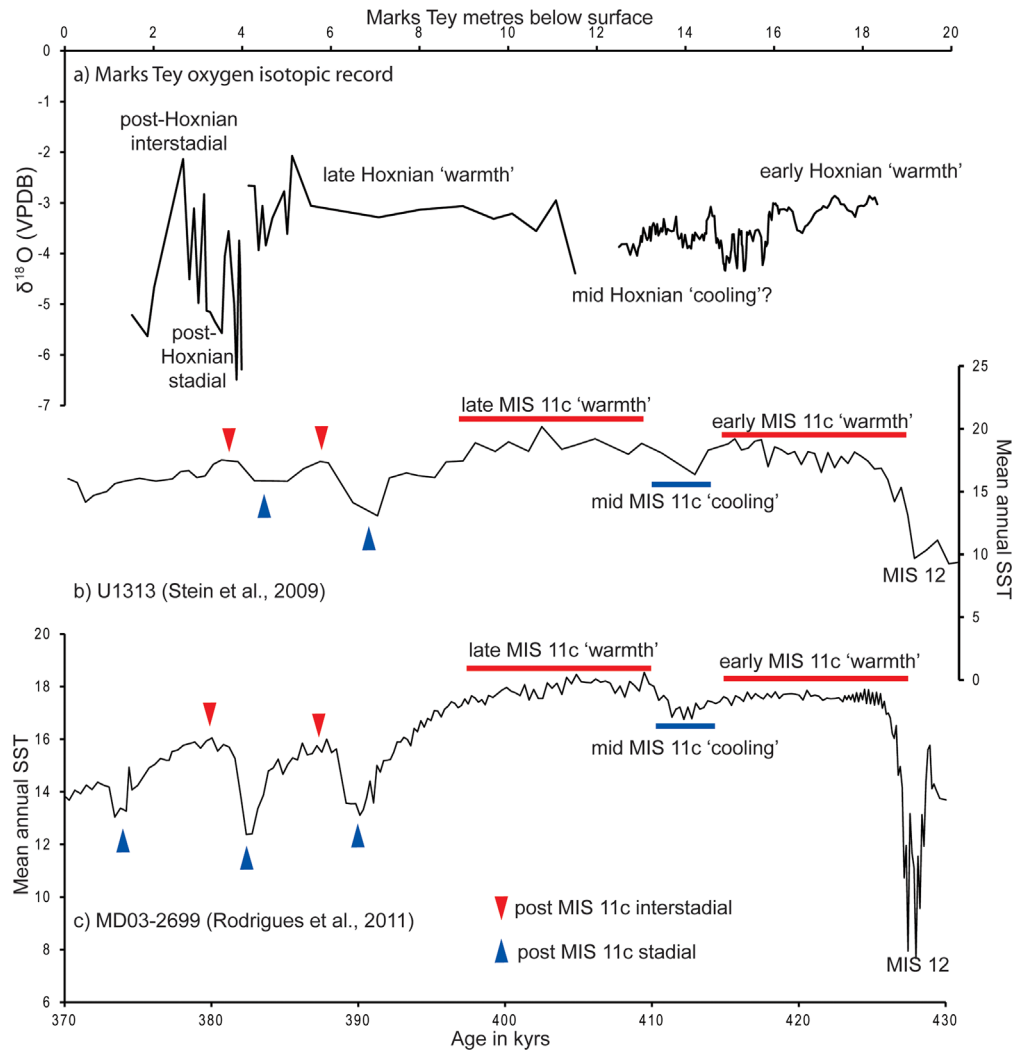 Marks Tey metres below surface
0 2 4 6 8 10 12 14 16 18 20
0
-1
-2
-3
-4
-5
-6
-7
δ18O (VPDB)
a) Marks Tey oxygen isotopic record
post-Hoxnian
interstadial
late Hoxnian ‘warmth’
early Hoxnian ‘warmth’
mid Hoxnian ‘cooling’?
post-
Hoxnian
stadial
25
20
15
10
5
0
Mean annual SST
late MIS 11c ‘warmth’
early MIS 11c ‘warmth’
mid MIS 11c ‘cooling’
MIS 12
b) U1313 (Stein et al., 2009)
20
18
16
14
12
10
8
6
Mean annual SST
late MIS 11c ‘warmth’
early MIS 11c ‘warmth’
mid MIS 11c ‘cooling’
c) MD03-2699 (Rodrigues et al., 2011)
post MIS 11c interstadial
post MIS 11c stadial
MIS 12
370 380 390 400 410 420 430
Age in kyrs